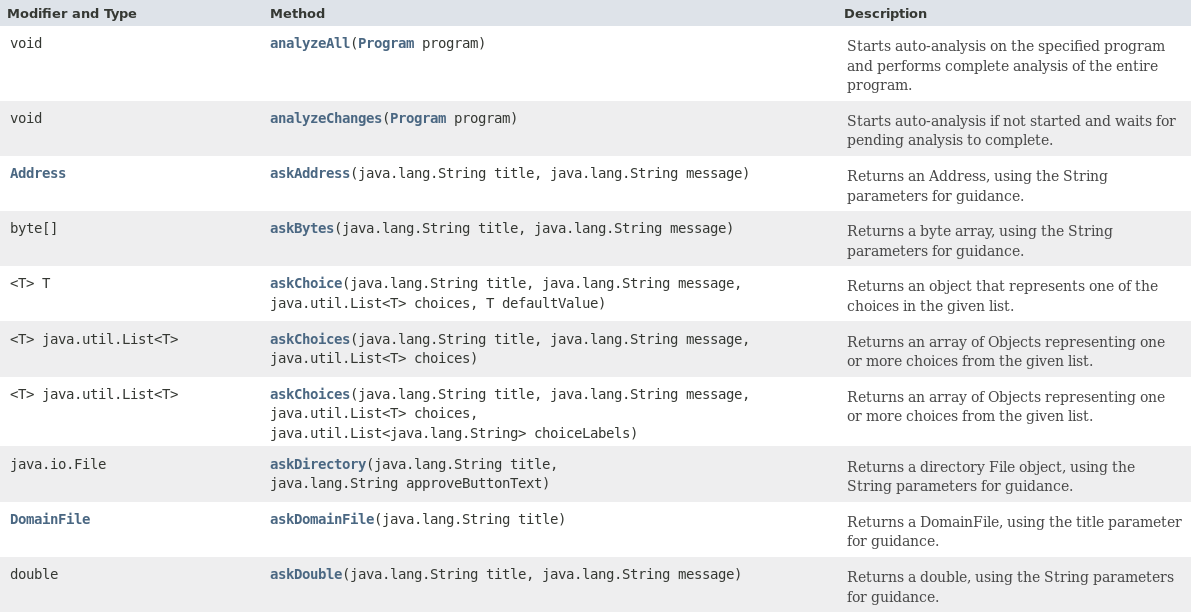 Modifier and Type Method Description
void analyzeAll(Program program) Starts auto-analysis on the specified program
and performs complete analysis of the entire
program.
void analyzeChanges(Program program) Starts auto-analysis if not started and waits for
pending analysis to complete.
Address askAddress(java.lang.String title, java.lang.String message) Returns an Address, using the String
parameters for guidance.
byte[] askBytes(java.lang.String title, java.lang.String message) Returns a byte array, using the String
parameters for guidance.
<T> T askChoice(java.lang.String title, java.lang.String message, Returns an object that represents one of the
java.util.List<T> choices, T defaultValue) choices in the given list.
<T> java.util.List<T> askChoices(java.lang.String title, java.lang.String message, Returns an array of Objects representing one
java.util.List<T> choices) or more choices from the given list.
<T> java.util.List<T> askChoices(java.lang.String title, java.lang.String message, Returns an array of Objects representing one
java.util.List<T> choices, or more choices from the given list.
java.util.List<java.lang.String> choiceLabels)
java.io.File askDirectory(java.lang.String title, Returns a directory File object, using the
java.lang.String approveButtonText) String parameters for guidance.
DomainFile askDomainFile(java.lang.String title) Returns a DomainFile, using the title parameter
for guidance.
double askDouble(java.lang.String title, java.lang.String message) Returns a double, using the String parameters
for guidance.